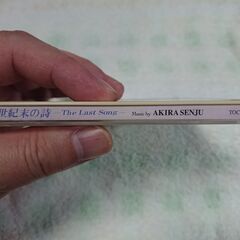 世紀末の詩 —The Last Song— Music by AKIRA SENJU TOC